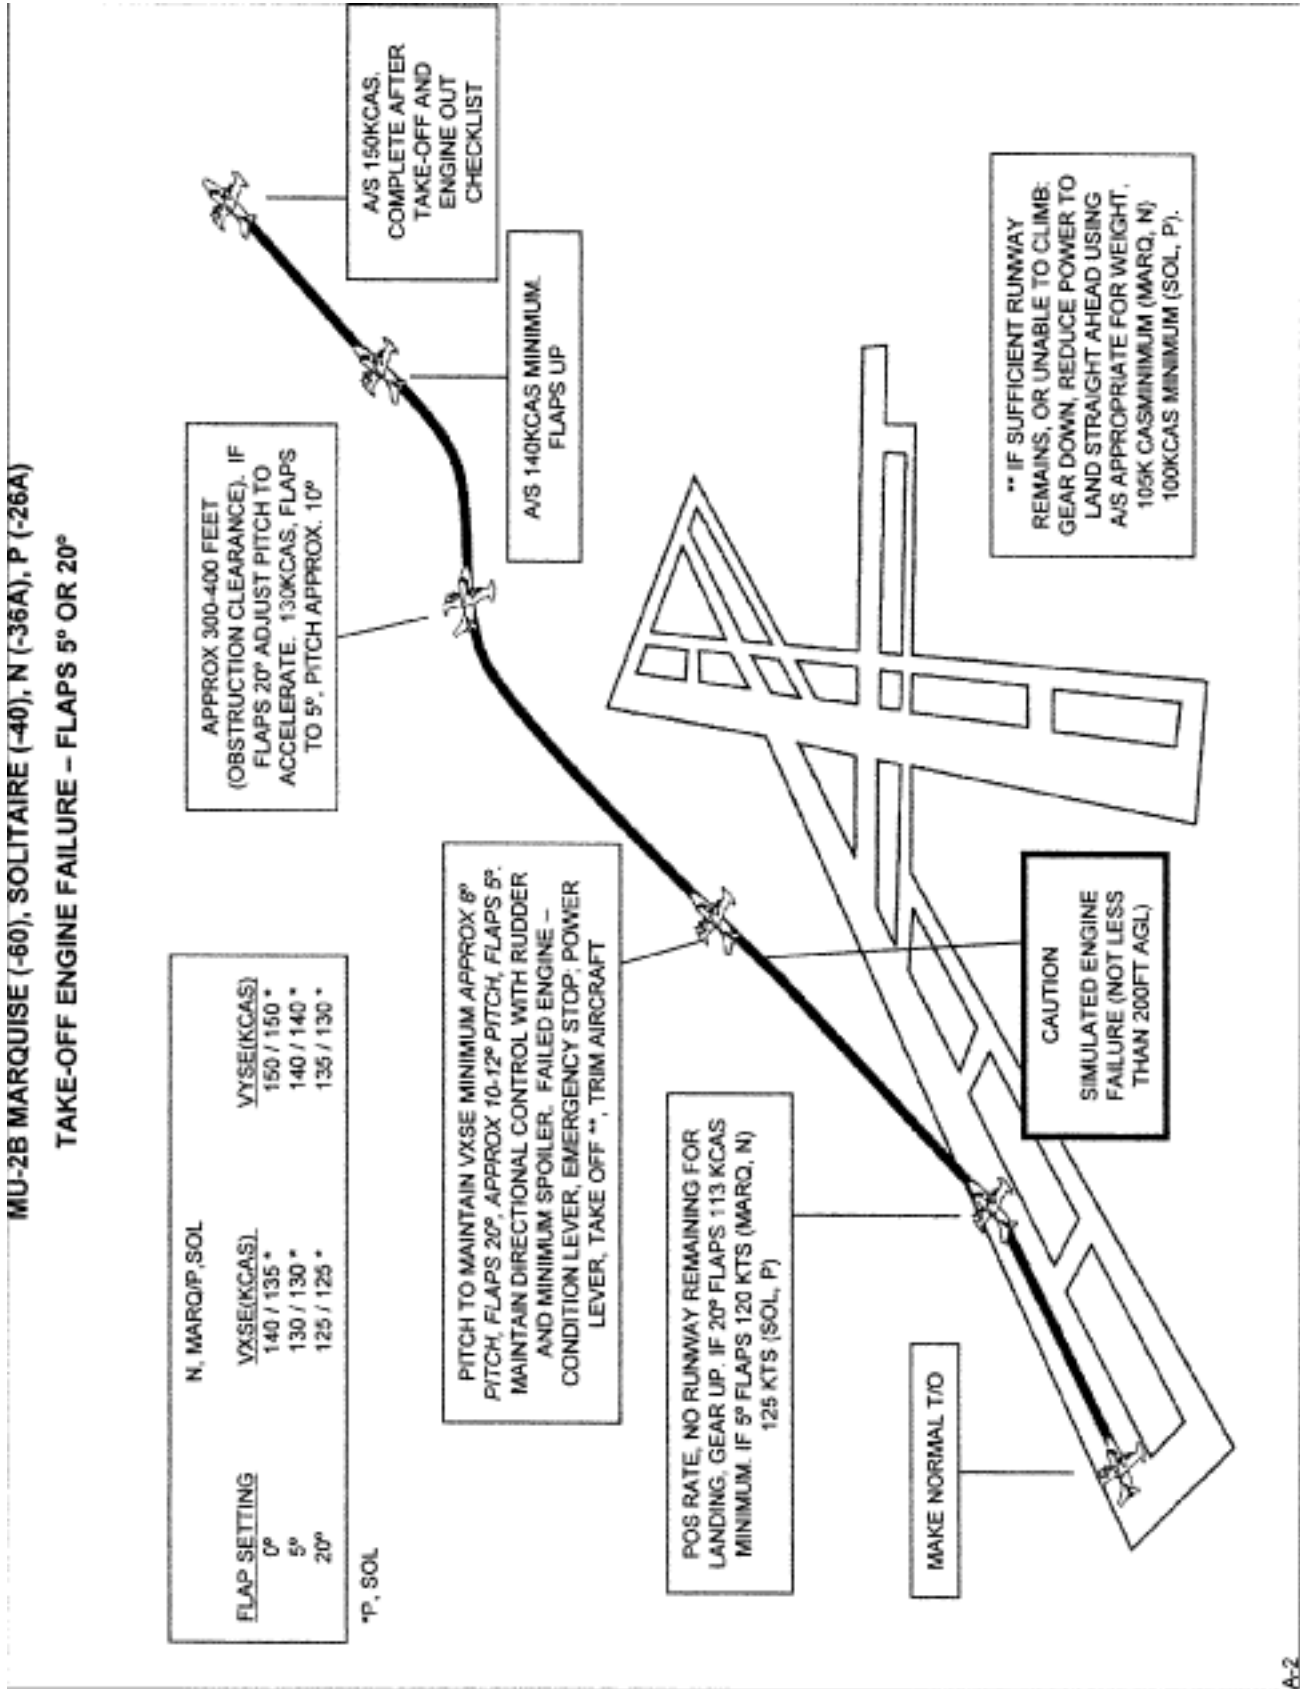 MU-2B MARQUISE (-60), SOLITAIRE (-40), N (-36A), P (-26A)
TAKE-OFF ENGINE FAILURE – FLAPS 5° OR 20°
N, MARQ/P,SOL
FLAP SETTING VXSE(KCAS) VYSE(KCAS)
0° 140 / 135 * 150 / 150 *
5° 130 / 130 * 140 / 140 *
20° 125 / 125 * 135 / 130 *
*P, SOL
MAKE NORMAL T/O
POS RATE, NO RUNWAY REMAINING FOR
LANDING, GEAR UP. IF 20° FLAPS 113 KCAS
MINIMUM. IF 5° FLAPS 120 KTS (MARQ, N)
125 KTS (SOL, P)
PITCH TO MAINTAIN VXSE MINIMUM APPROX 8°
PITCH, FLAPS 20°, APPROX 10-12° PITCH, FLAPS 5°.
MAINTAIN DIRECTIONAL CONTROL WITH RUDDER
AND MINIMUM SPOILER. FAILED ENGINE –
CONDITION LEVER, EMERGENCY STOP; POWER
LEVER, TAKE OFF **, TRIM AIRCRAFT
CAUTION
SIMULATED ENGINE
FAILURE (NOT LESS
THAN 200FT AGL)
APPROX 300-400 FEET
(OBSTRUCTION CLEARANCE). IF
FLAPS 20° ADJUST PITCH TO
ACCELERATE. 130KCAS, FLAPS
TO 5°, PITCH APPROX. 10°
A/S 140KCAS MINIMUM.
FLAPS UP
A/S 150KCAS.
COMPLETE AFTER
TAKE-OFF AND
ENGINE OUT
CHECKLIST
** IF SUFFICIENT RUNWAY
REMAINS, OR UNABLE TO CLIMB:
GEAR DOWN, REDUCE POWER TO
LAND STRAIGHT AHEAD USING
A/S APPROPRIATE FOR WEIGHT,
105K CASMINIMUM (MARQ, N)
100KCAS MINIMUM (SOL, P).
A-2